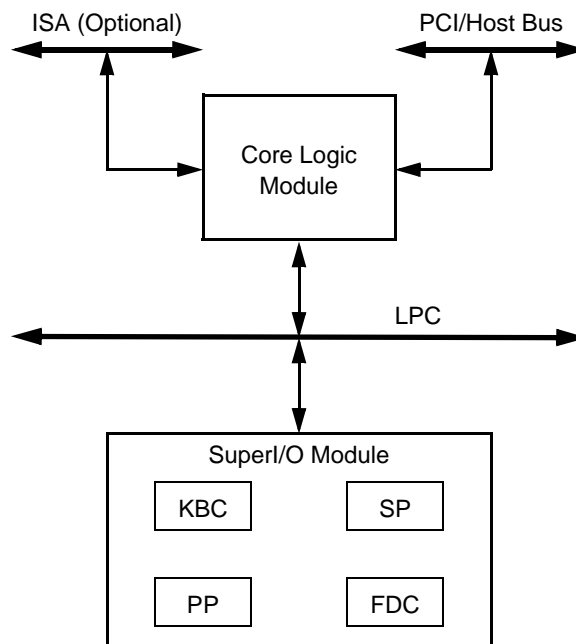 ISA (Optional)
PCI/Host Bus
Core Logic
Module
LPC
SuperI/O Module
KBC
SP
PP
FDC